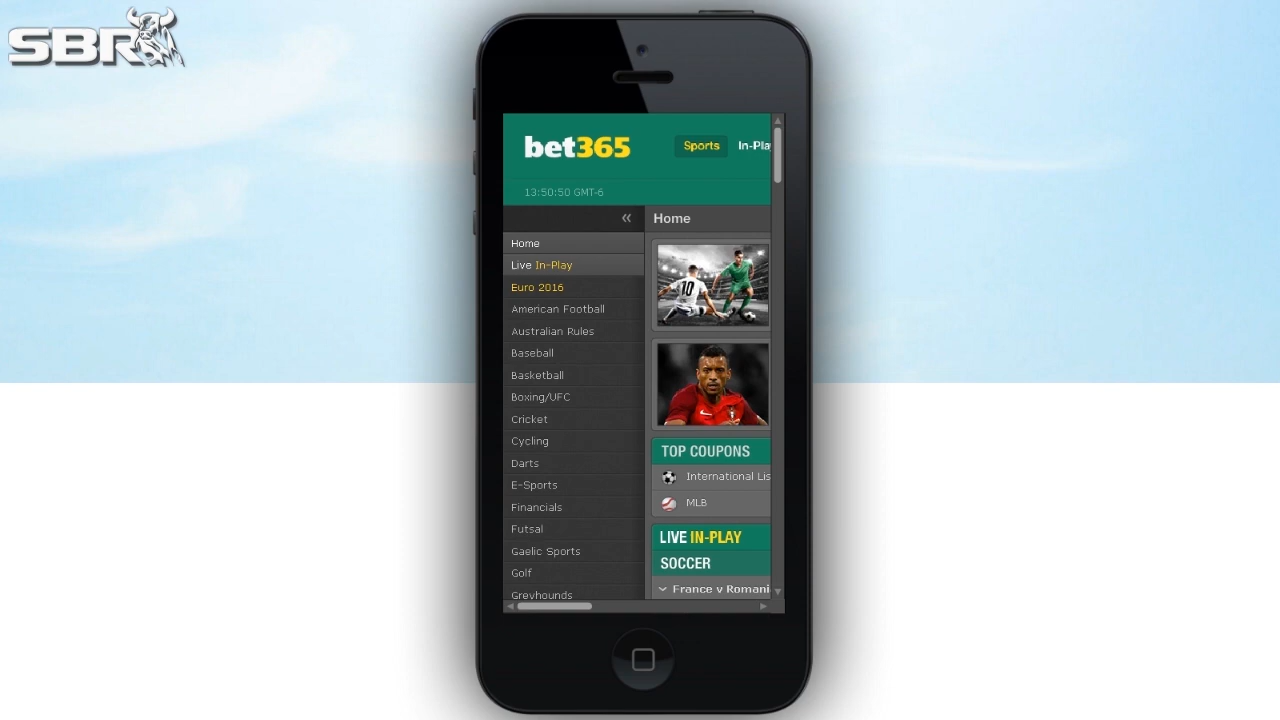 SBR
bet365
Sports
In-Pla
13:50:50 GMT-6
«
Home
Home
Live In-Play
Euro 2016
American Football
Australian Rules
Baseball
Basketball
Boxing/UFC
Cricket
Cycling
Darts
E-Sports
Financials
Futsal
Gaelic Sports
Golf
Greyhounds
10
TOP COUPONS
International Lis
MLB
LIVE IN-PLAY
SOCCER
France v Romani